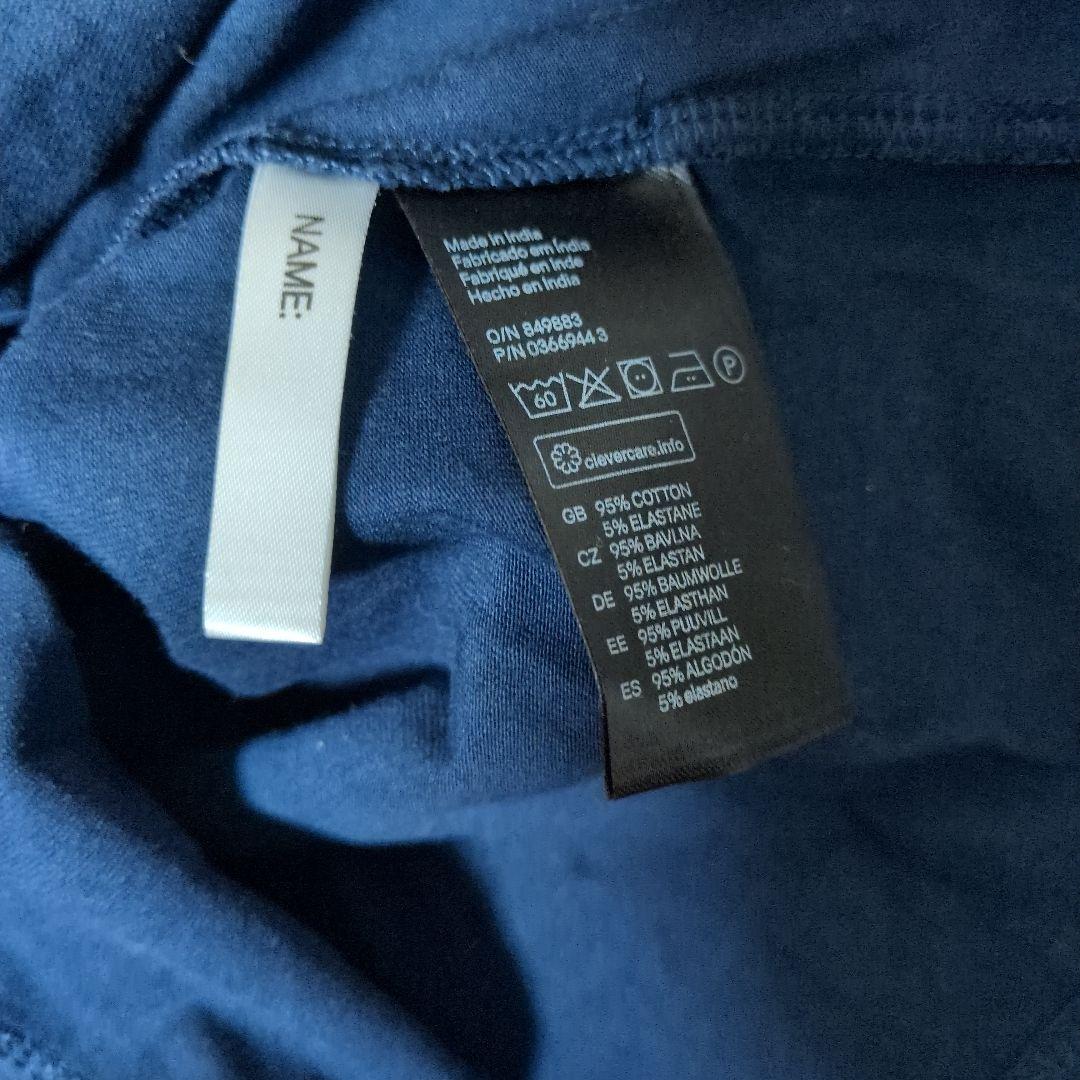 NAME:
Made in India
Fabricado em Índia
Fabriqué en Inde
Hecho en India
O/N 849883
P/N 0366944 3
60
P
clevercare.info
GB 95% COTTON
5% ELASTANE
CZ 95% BAVLNA
5% ELASTAN
DE 95% BAUMWOLLE
5% ELASTHAN
EE 95% PUUVILL
5% ELASTAAN
ES 95% ALGODÓN
5% elastano